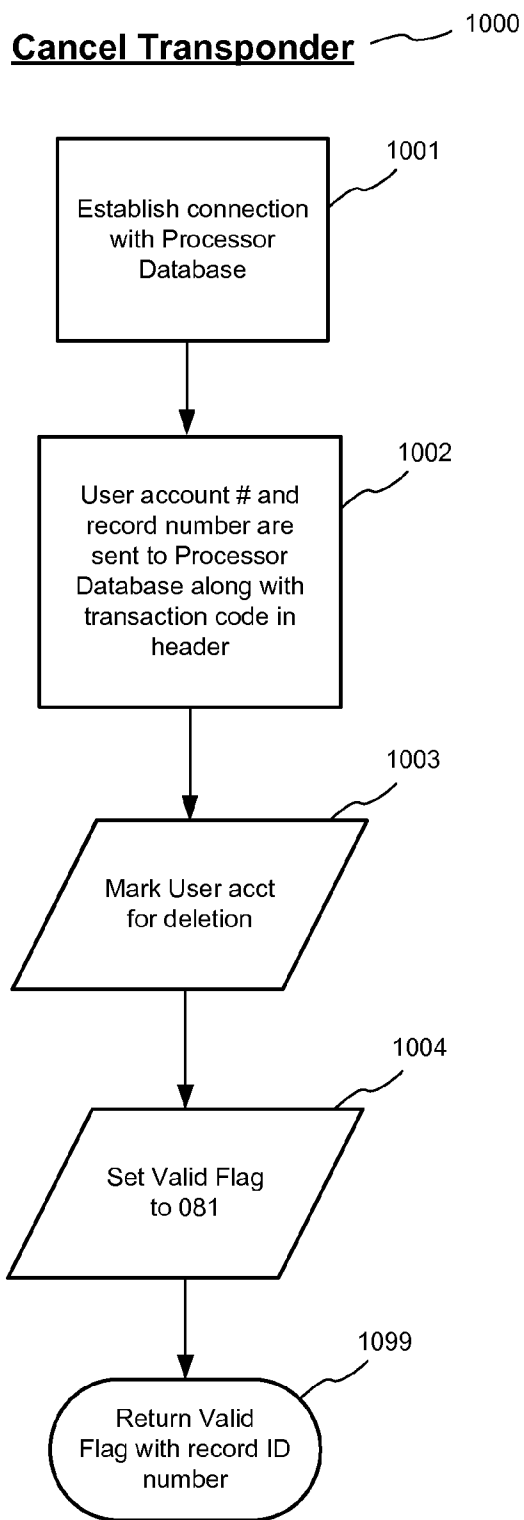 Cancel Transponder
1000
1001
Establish connection
with Processor
Database
1002
User account # and
record number are
sent to Processor
Database along with
transaction code in
header
1003
Mark User acct
for deletion
1004
Set Valid Flag
to 081
1099
Return Valid
Flag with record ID
number